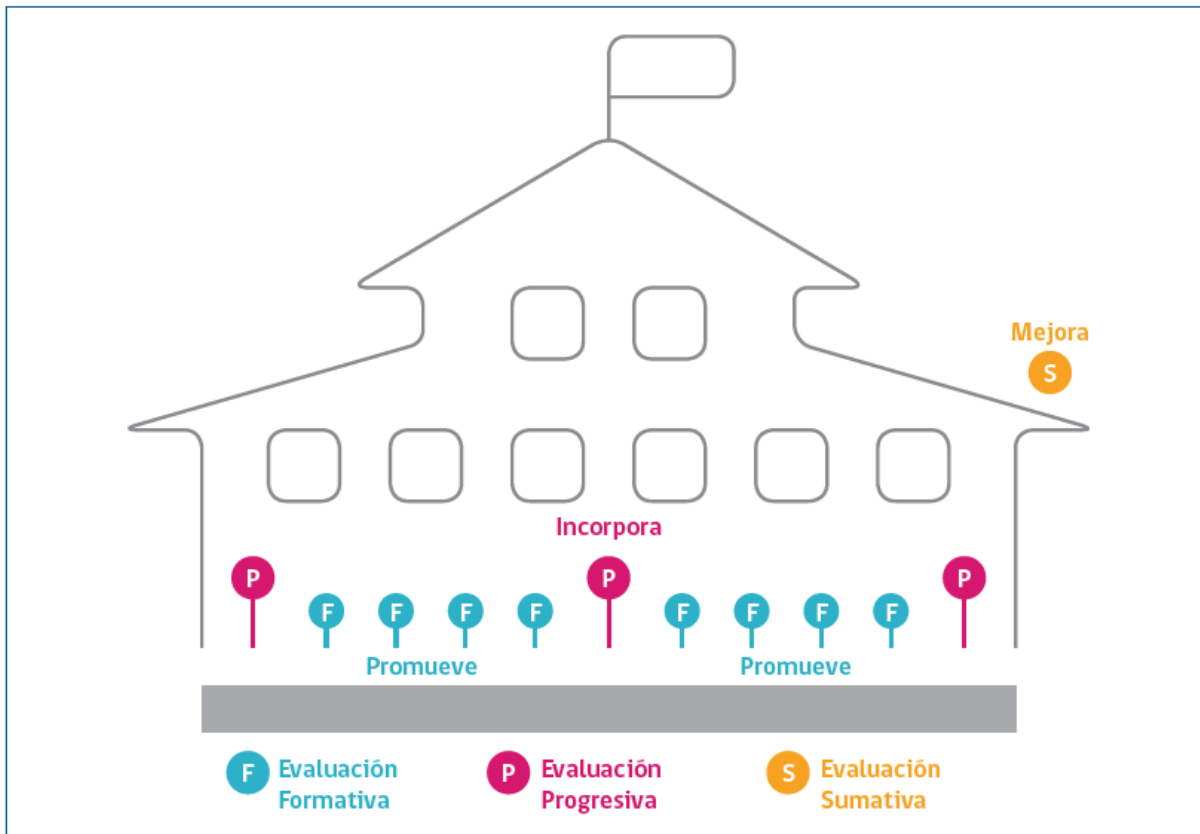 Mejora
S
Incorpora
P P P
F F F F F F F F
Promueve Promueve
F Evaluación Formativa
P Evaluación Progresiva
S Evaluación Sumativa